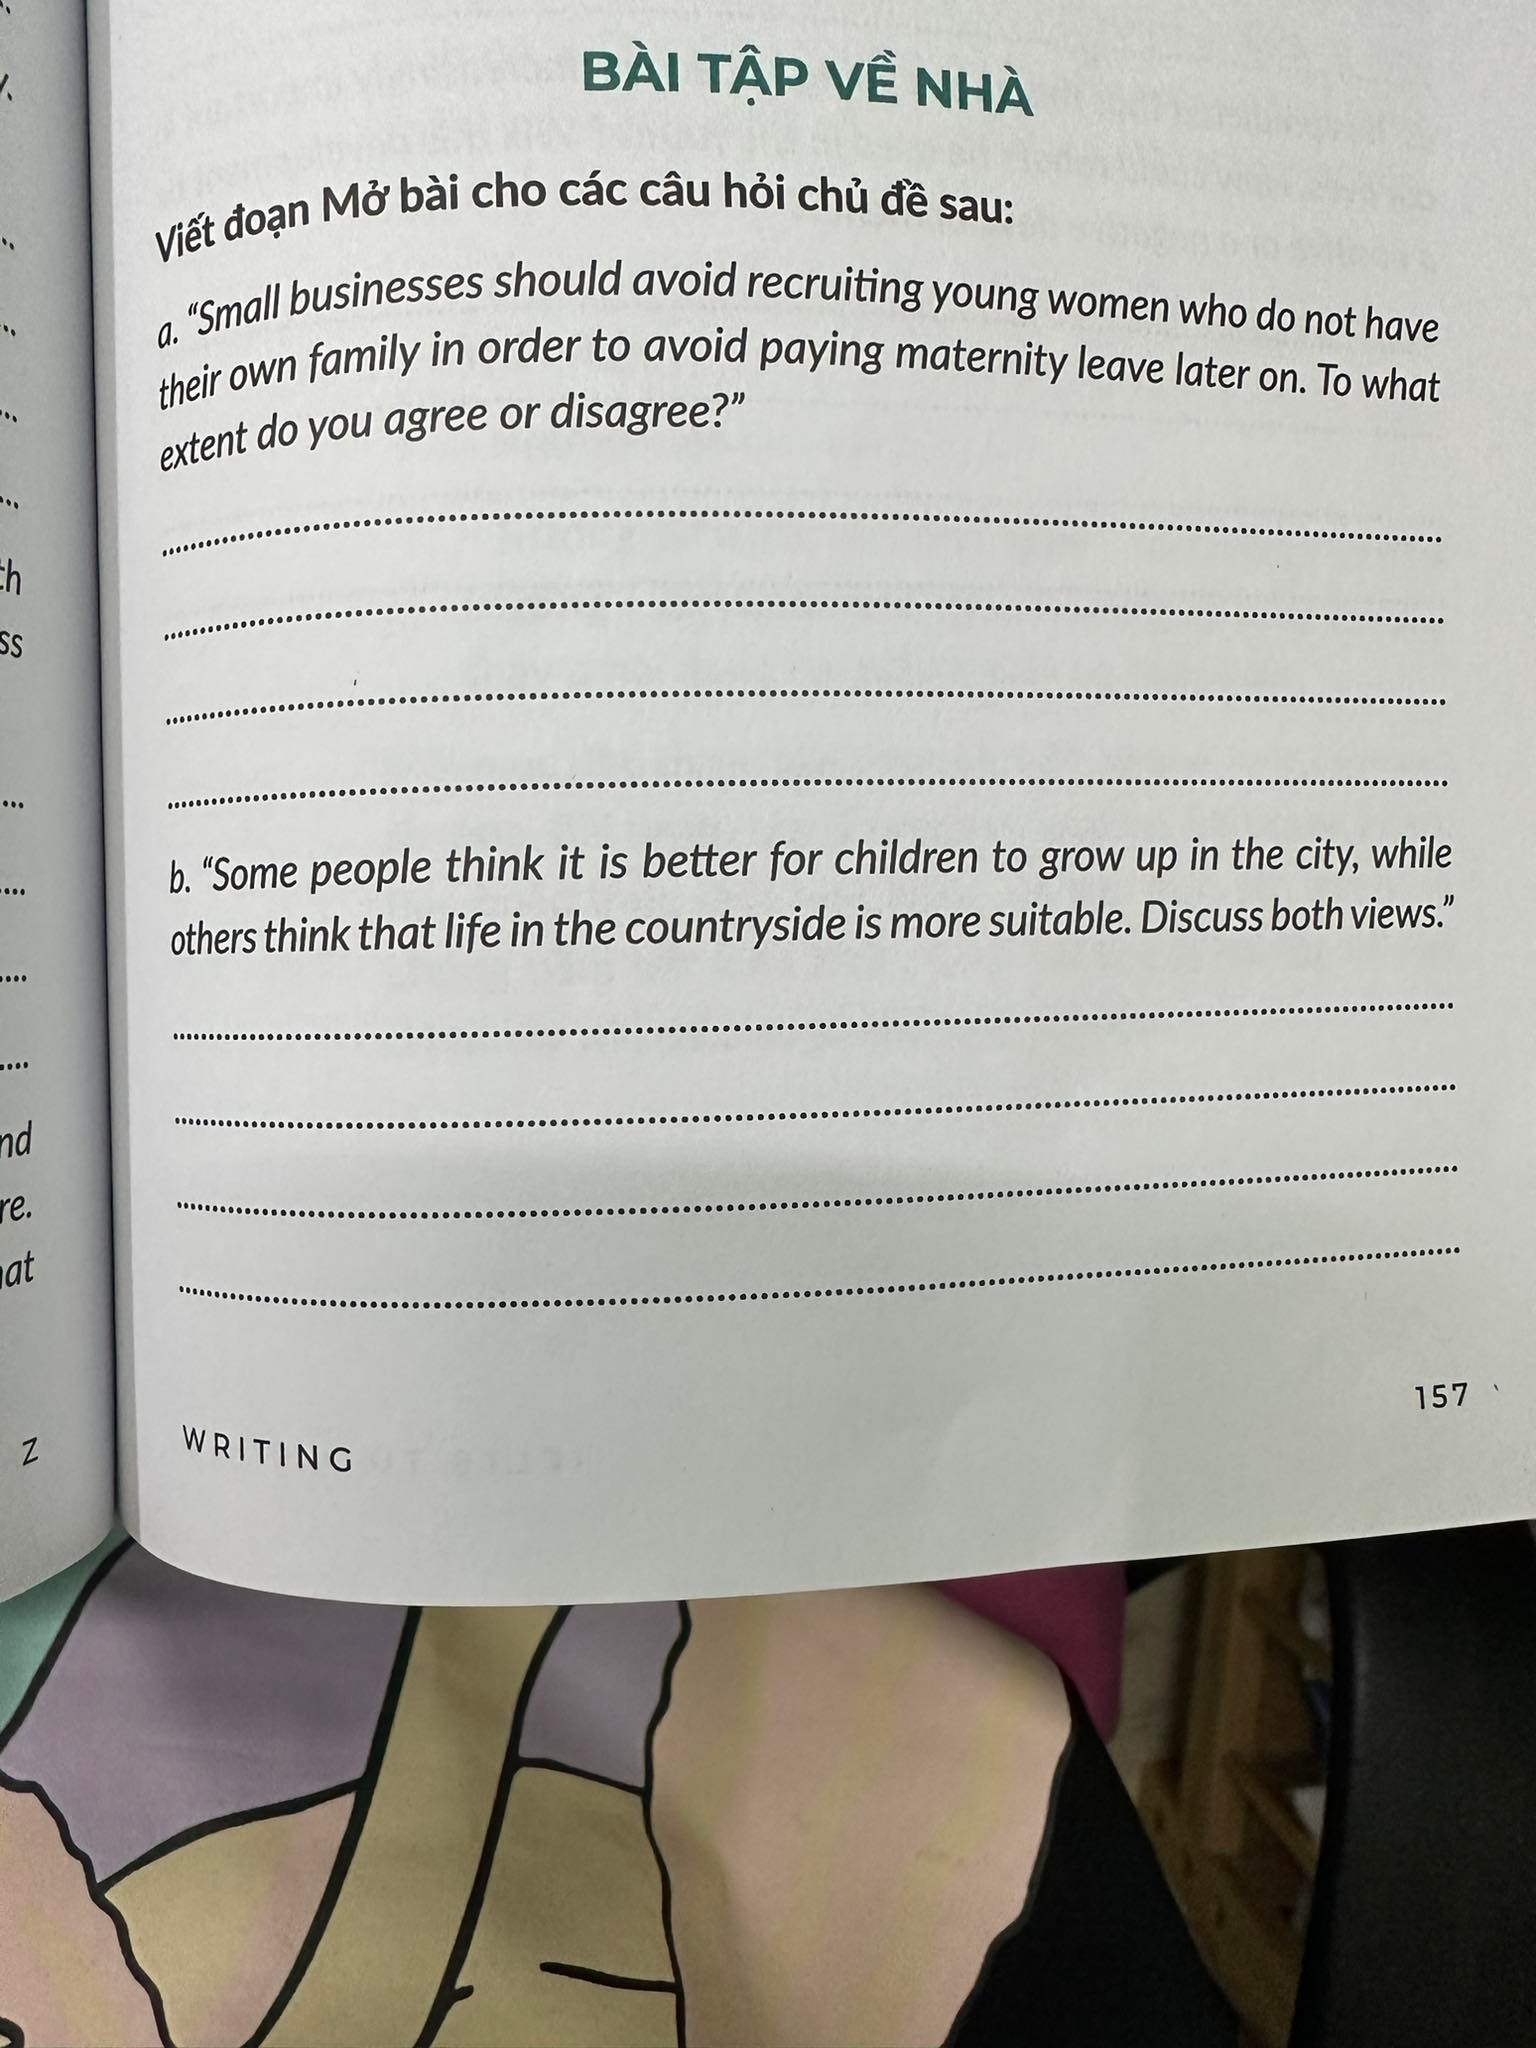 BÀI TẬP VỀ NHÀ
Viết đoạn Mở bài cho các câu hỏi chủ đề sau:
a. “Small businesses should avoid recruiting young women who do not have
their own family in order to avoid paying maternity leave later on. To what
extent do you agree or disagree?”
b. “Some people think it is better for children to grow up in the city, while
others think that life in the countryside is more suitable. Discuss both views.”
157
WRITING